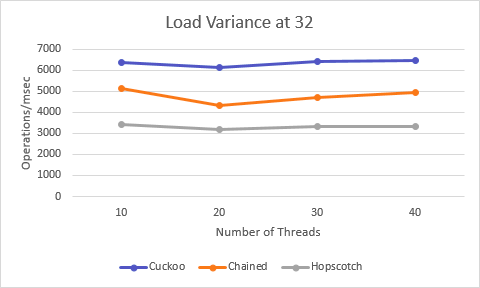 Load Variance at 32
7000
6000
5000
4000
3000
2000
1000
0
Operations/msec
10 20 30 40
Number of Threads
Cuckoo Chained Hopscotch